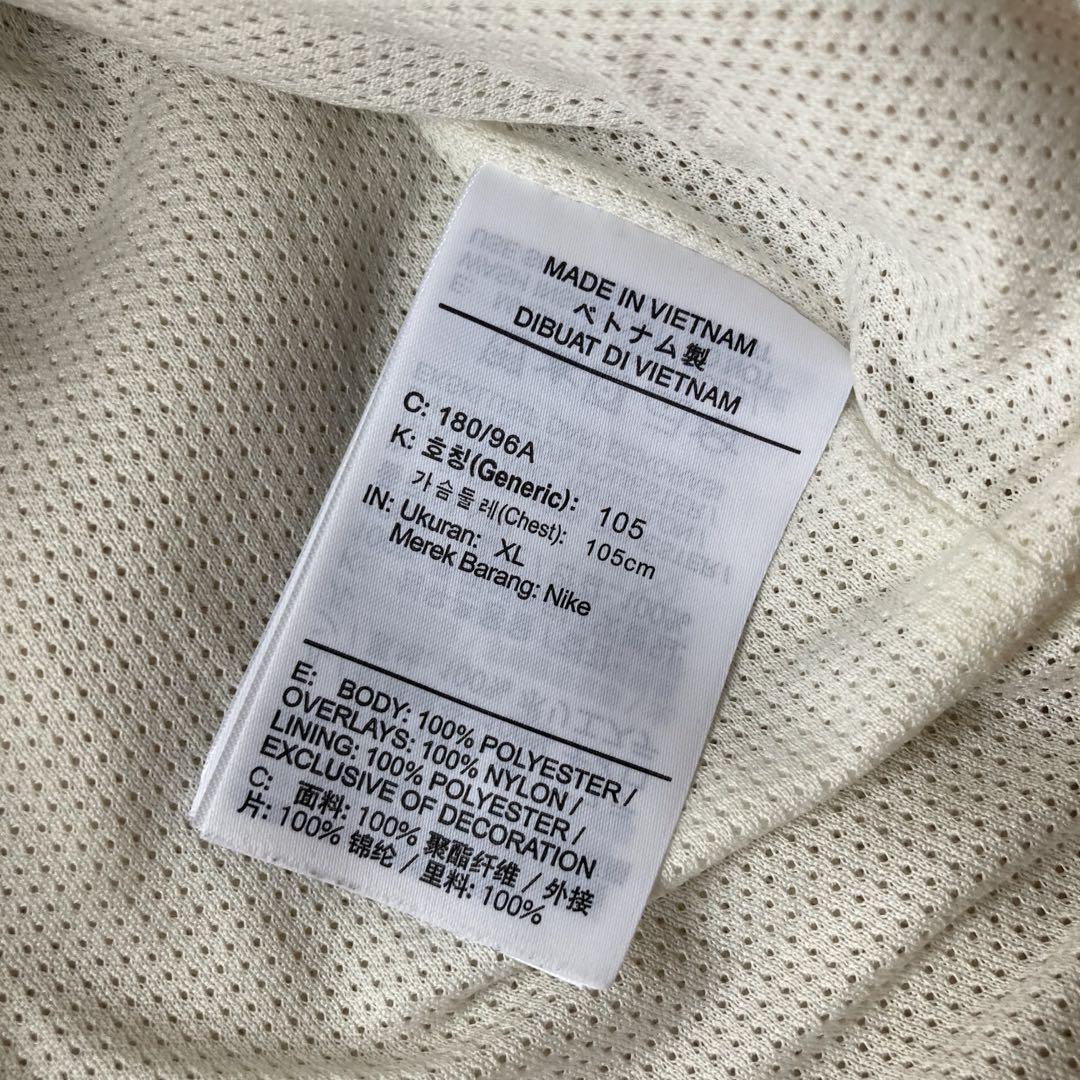 MADE IN VIETNAM
ベトナム製
DIBUAT DI VIETNAM
C: 180/96A
K: 호칭(Generic): 105
가슴둘레(Chest): 105cm
IN: Ukuran: XL
Merek Barang: Nike
E: BODY: 100% POLYESTER /
OVERLAYS: 100% NYLON /
LINING: 100% POLYESTER /
EXCLUSIVE OF DECORATION
C: 面料: 100% 聚酯纤维 / 外接
片: 100% 锦纶 / 里料: 100%